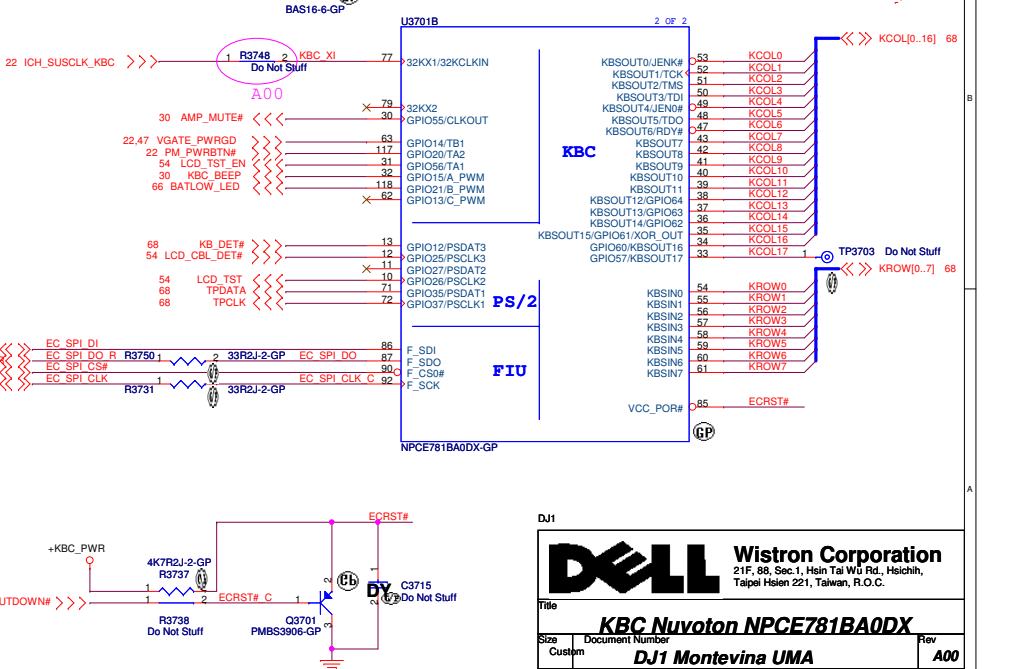 BAS16-6-GP
U3701B
2 OF 2
22 ICH_SUSCLK_KBC
1 R3748 2
Do Not Stuff
KBC_XI
77
32KX1/32KCLKIN
A00
79
32KX2
30 AMP_MUTE#
30
GPIO55/CLKOUT
22,47 VGATE_PWRGD
63
GPIO14/TB1
22 PM_PWRBTN#
117
GPIO20/TA2
54 LCD_TST_EN
31
GPIO56/TA1
30 KBC_BEEP
32
GPIO15/A_PWM
66 BATLOW_LED
118
GPIO21/B_PWM
62
GPIO13/C_PWM
KBC
KBSOUT0/JENK# 53 KCOL0
KBSOUT1/TCK 52 KCOL1
KBSOUT2/TMS 51 KCOL2
KBSOUT3/TDI 50 KCOL3
KBSOUT4/JEN0# 49 KCOL4
KBSOUT5/TDO 48 KCOL5
KBSOUT6/RDY# 47 KCOL6
KBSOUT7 43 KCOL7
KBSOUT8 42 KCOL8
KBSOUT9 41 KCOL9
KBSOUT10 40 KCOL10
KBSOUT11 39 KCOL11
KBSOUT12/GPIO64 38 KCOL12
KBSOUT13/GPIO63 37 KCOL13
KBSOUT14/GPIO62 36 KCOL14
KBSOUT15/GPIO61/XOR_OUT 35 KCOL15
GPIO60/KBSOUT16 34 KCOL16
GPIO57/KBSOUT17 33 KCOL17 1
KCOL[0..16] 68
TP3703 Do Not Stuff
KROW[0..7] 68
68 KB_DET#
13
GPIO12/PSDAT3
54 LCD_CBL_DET#
12
GPIO25/PSCLK3
11
GPIO27/PSDAT2
54 LCD_TST
10
GPIO26/PSCLK2
68 TPDATA
71
GPIO35/PSDAT1
68 TPCLK
72
GPIO37/PSCLK1
PS/2
KBSIN0 54 KROW0
KBSIN1 55 KROW1
KBSIN2 56 KROW2
KBSIN3 57 KROW3
KBSIN4 58 KROW4
KBSIN5 59 KROW5
KBSIN6 60 KROW6
KBSIN7 61 KROW7
EC_SPI_DI
86
F_SDI
EC_SPI_DO_R R3750 1 2 33R2J-2-GP EC_SPI_DO
87
F_SDO
EC_SPI_CS#
90
F_CS0#
EC_SPI_CLK 1 2 EC_SPI_CLK_C
92
F_SCK
R3731 33R2J-2-GP
FIU
VCC_POR# 85 ECRST#
GP
NPCE781BA0DX-GP
B
A
ECRST#
+KBC_PWR
4K7R2J-2-GP
R3737
1 2
UTDOWN#
1 2
ECRST#_C
1
2
3
R3738
Do Not Stuff
Q3701
PMBS3906-GP
1
2
DY
C3715
Do Not Stuff
DJ1
DELL
Wistron Corporation
21F, 88, Sec.1, Hsin Tai Wu Rd., Hsichih,
Taipei Hsien 221, Taiwan, R.O.C.
Title
KBC Nuvoton NPCE781BA0DX
Size
Custom
Document Number
DJ1 Montevina UMA
Rev
A00